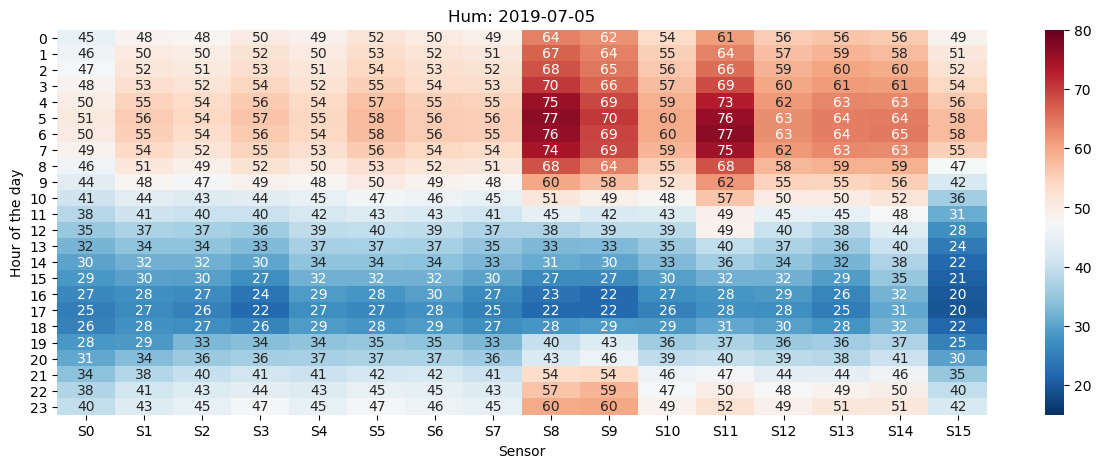 Hum: 2019-07-05
0 45 48 48 50 49 52 50 49 64 62 54 61 56 56 56 49
1 46 50 50 52 50 53 52 51 67 64 55 64 57 59 58 51
2 47 52 51 53 51 54 53 52 68 65 56 66 59 60 60 52
3 48 53 52 54 52 55 54 53 70 66 57 69 60 61 61 54
4 50 55 54 56 54 57 55 55 75 69 59 73 62 63 63 56
5 51 56 54 57 55 58 56 56 77 70 60 76 63 64 64 58
6 50 55 54 56 54 58 56 55 76 69 60 77 63 64 65 58
7 49 54 52 55 53 56 54 54 74 69 59 75 62 63 63 55
8 46 51 49 52 50 53 52 51 68 64 55 68 58 59 59 47
9 44 48 47 49 48 50 49 48 60 58 52 62 55 55 56 42
10 41 44 43 44 45 47 46 45 51 49 48 57 50 50 52 36
11 38 41 40 40 42 43 43 41 45 42 43 49 45 45 48 31
12 35 37 37 36 39 40 39 37 38 39 39 49 40 38 44 28
13 32 34 34 33 37 37 37 35 33 33 35 40 37 36 40 24
14 30 32 32 30 34 34 34 33 31 30 33 36 34 32 38 22
15 29 30 30 27 32 32 32 30 27 27 30 32 32 29 35 21
16 27 28 27 24 29 28 30 27 23 22 27 28 29 26 32 20
17 25 27 26 22 27 27 28 25 22 22 26 28 28 25 31 20
18 26 28 27 26 29 28 29 27 28 29 29 31 30 28 32 22
19 28 29 33 34 34 35 35 33 40 43 36 37 36 36 37 25
20 31 34 36 36 37 37 37 36 43 46 39 40 39 38 41 30
21 34 38 40 41 41 42 42 41 54 54 46 47 44 44 46 35
22 38 41 43 44 43 45 45 43 57 59 47 50 48 49 50 40
23 40 43 45 47 45 47 46 45 60 60 49 52 49 51 51 42
S0 S1 S2 S3 S4 S5 S6 S7 S8 S9 S10 S11 S12 S13 S14 S15
Sensor
Hour of the day
80
70
60
50
40
30
20